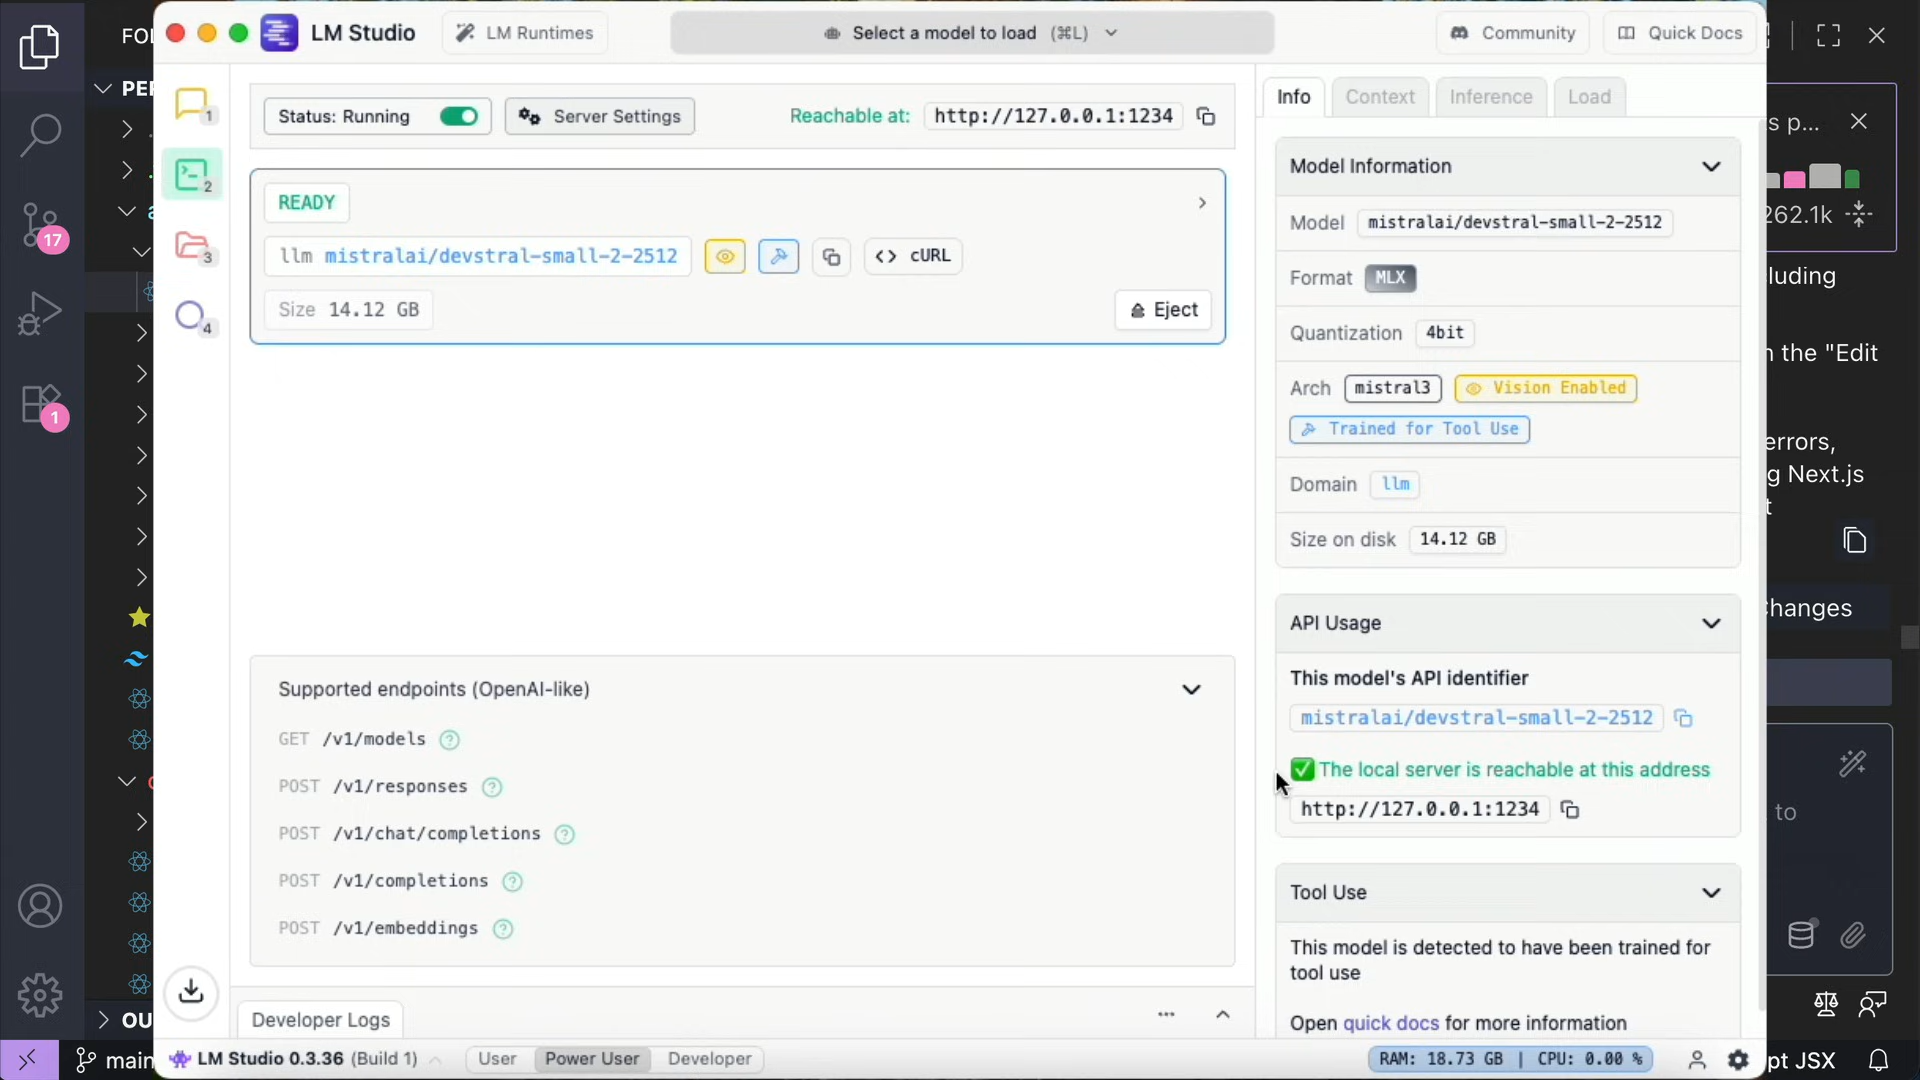 FOL
LM Studio
LM Runtimes
Select a model to load (⌘L)
Community
Quick Docs
PER
1
2
3
4
17
1
Status: Running
Server Settings
Reachable at:
http://127.0.0.1:1234
READY
llm mistralai/devstral-small-2-2512
<> cURL
Size 14.12 GB
Eject
Supported endpoints (OpenAI-like)
GET /v1/models
POST /v1/responses
POST /v1/chat/completions
POST /v1/completions
POST /v1/embeddings
Developer Logs
Info
Context
Inference
Load
Model Information
Model mistralai/devstral-small-2-2512
Format MLX
Quantization 4bit
Arch mistral3 Vision Enabled
Trained for Tool Use
Domain llm
Size on disk 14.12 GB
API Usage
This model's API identifier
mistralai/devstral-small-2-2512
The local server is reachable at this address
http://127.0.0.1:1234
Tool Use
This model is detected to have been trained for
tool use
Open quick docs for more information
s p...
262.1k
luding
n the "Edit
errors,
g Next.js
t
Changes
to
OU
main
LM Studio 0.3.36 (Build 1)
User
Power User
Developer
RAM: 18.73 GB | CPU: 0.00 %
pt JSX